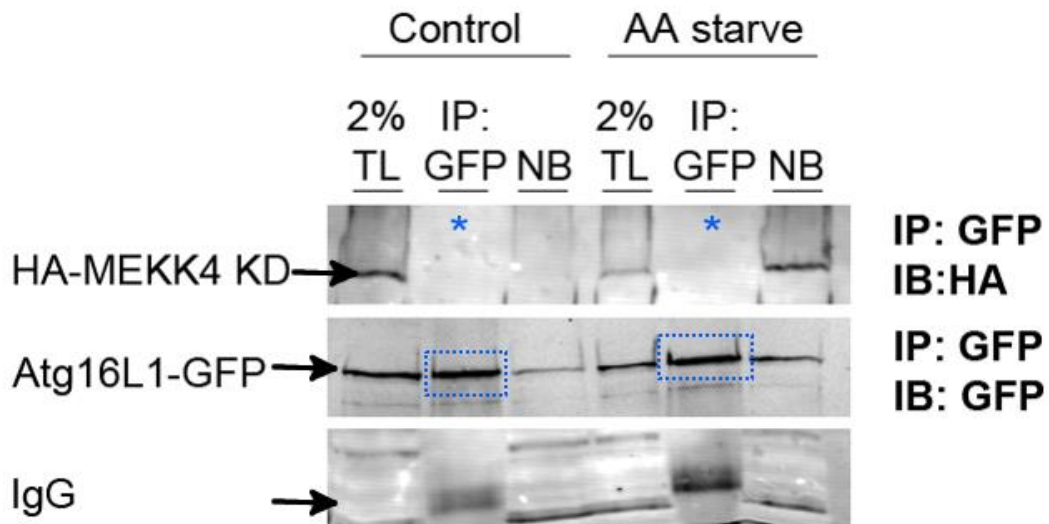 Control AA starve
2% IP: 2% IP:
TL GFP NB TL GFP NB
* *
HA-MEKK4 KD
IP: GFP
IB:HA
Atg16L1-GFP
IP: GFP
IB: GFP
IgG